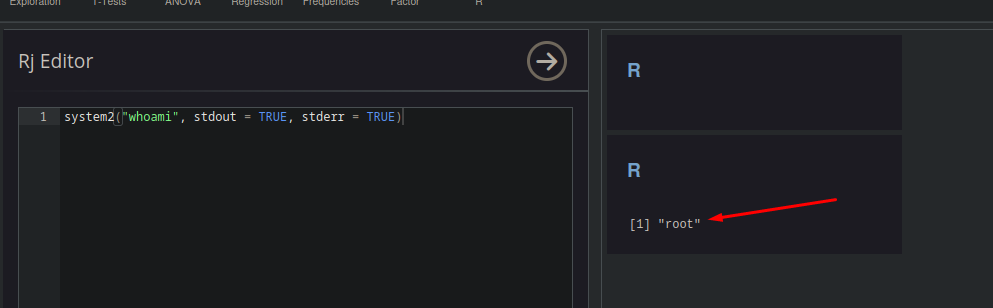 Exploration T-Tests ANOVA Regression Frequencies Factor R
Rj Editor
1 system2("whoami", stdout = TRUE, stderr = TRUE)
R
R
[1] "root"